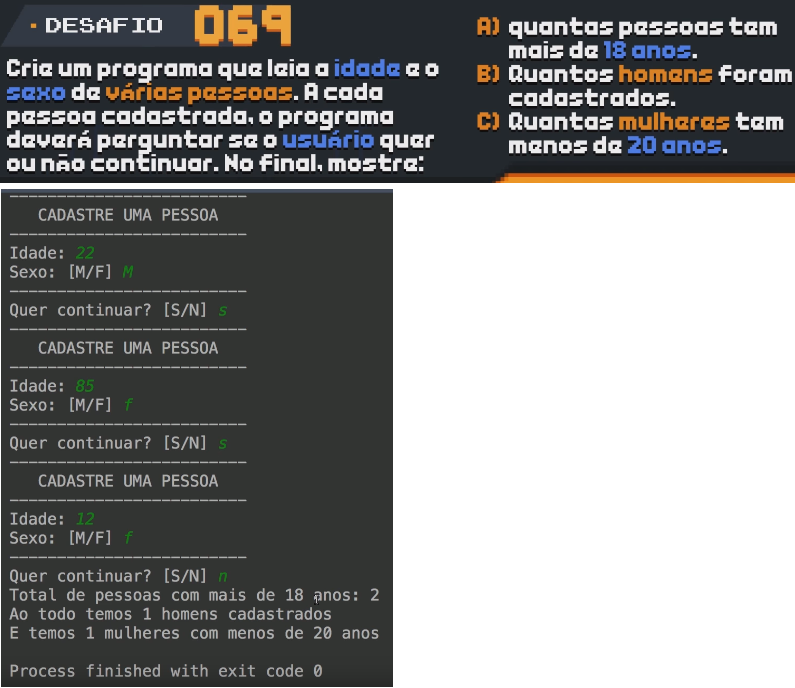 · DESAFIO 069
Crie um programa que leia a idade e o
sexo de várias pessoas. A cada
pessoa cadastrada, o programa
deverá perguntar se o usuário quer
ou não continuar. No final, mostre:
A) quantas pessoas tem
mais de 18 anos.
B) Quantos homens foram
cadastrados.
C) Quantas mulheres tem
menos de 20 anos.
-------------------------
CADASTRE UMA PESSOA
-------------------------
Idade: 22
Sexo: [M/F] M
-------------------------
Quer continuar? [S/N] s
-------------------------
CADASTRE UMA PESSOA
-------------------------
Idade: 85
Sexo: [M/F] f
-------------------------
Quer continuar? [S/N] s
-------------------------
CADASTRE UMA PESSOA
-------------------------
Idade: 12
Sexo: [M/F] f
-------------------------
Quer continuar? [S/N] n
Total de pessoas com mais de 18 anos: 2
Ao todo temos 1 homens cadastrados
E temos 1 mulheres com menos de 20 anos
Process finished with exit code 0